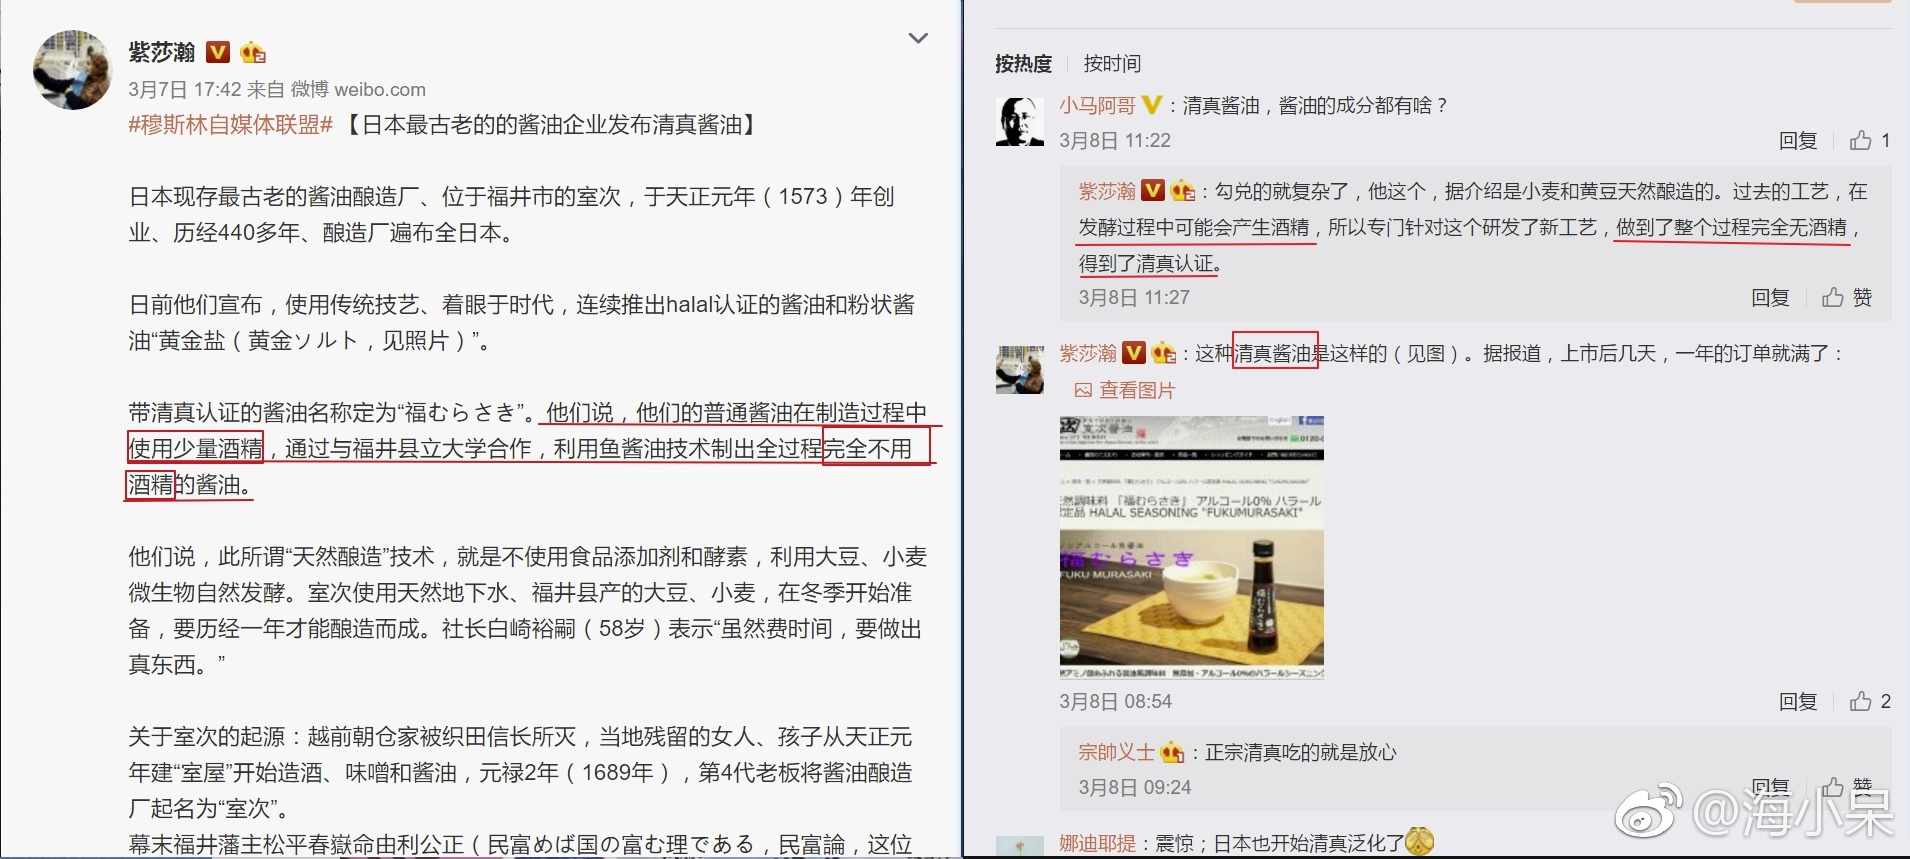 紫莎瀚
3月7日 17:42 来自 微博 weibo.com
#穆斯林自媒体联盟# 【日本最古老的的酱油企业发布清真酱油】
日本现存最古老的酱油酿造厂、位于福井市的室次，于天正元年（1573）年创
业、历经440多年、酿造厂遍布全日本。
日前他们宣布，使用传统技艺、着眼于时代，连续推出halal认证的酱油和粉状酱
油“黄金盐（黄金ソルト，见照片）”。
带清真认证的酱油名称定为“福むらさき”。他们说，他们的普通酱油在制造过程中
使用少量酒精，通过与福井县立大学合作，利用鱼酱油技术制出全过程完全不用
酒精的酱油。
他们说，此所谓“天然酿造”技术，就是不使用食品添加剂和酵素，利用大豆、小麦
微生物自然发酵。室次使用天然地下水、福井县产的大豆、小麦，在冬季开始准
备，要历经一年才能酿造而成。社长白崎裕嗣（58岁）表示“虽然费时间，要做出
真东西。”
关于室次的起源：越前朝仓家被织田信长所灭，当地残留的女人、孩子从天正元
年建“室屋”开始造酒、味噌和酱油，元禄2年（1689年），第4代老板将酱油酿造
厂起名为“室次”。
幕末福井藩主松平春嶽命由利公正（民富めば国の富む理である，民富論，这位
按热度 按时间
小马阿哥：清真酱油，酱油的成分都有啥？
3月8日 11:22
回复 1
紫莎瀚：勾兑的就复杂了，他这个，据介绍是小麦和黄豆天然酿造的。过去的工艺，在
发酵过程中可能会产生酒精，所以专门针对这个研发了新工艺，做到了整个过程完全无酒精，
得到了清真认证。
3月8日 11:27
回复 赞
紫莎瀚：这种清真酱油是这样的（见图）。据报道，上市后几天，一年的订单就满了：
查看图片
室次醤油
0120-0
然調味料 「福むらさき」 アルコール0% ハラール
定品 HALAL SEASONING "FUKUMURASAKI"
福むらさき
FUKU MURASAKI
3月8日 08:54
回复 2
宗帥义士：正宗清真吃的就是放心
3月8日 09:24
回复 赞
娜迪耶提：震惊；日本也开始清真泛化了
@海小呆